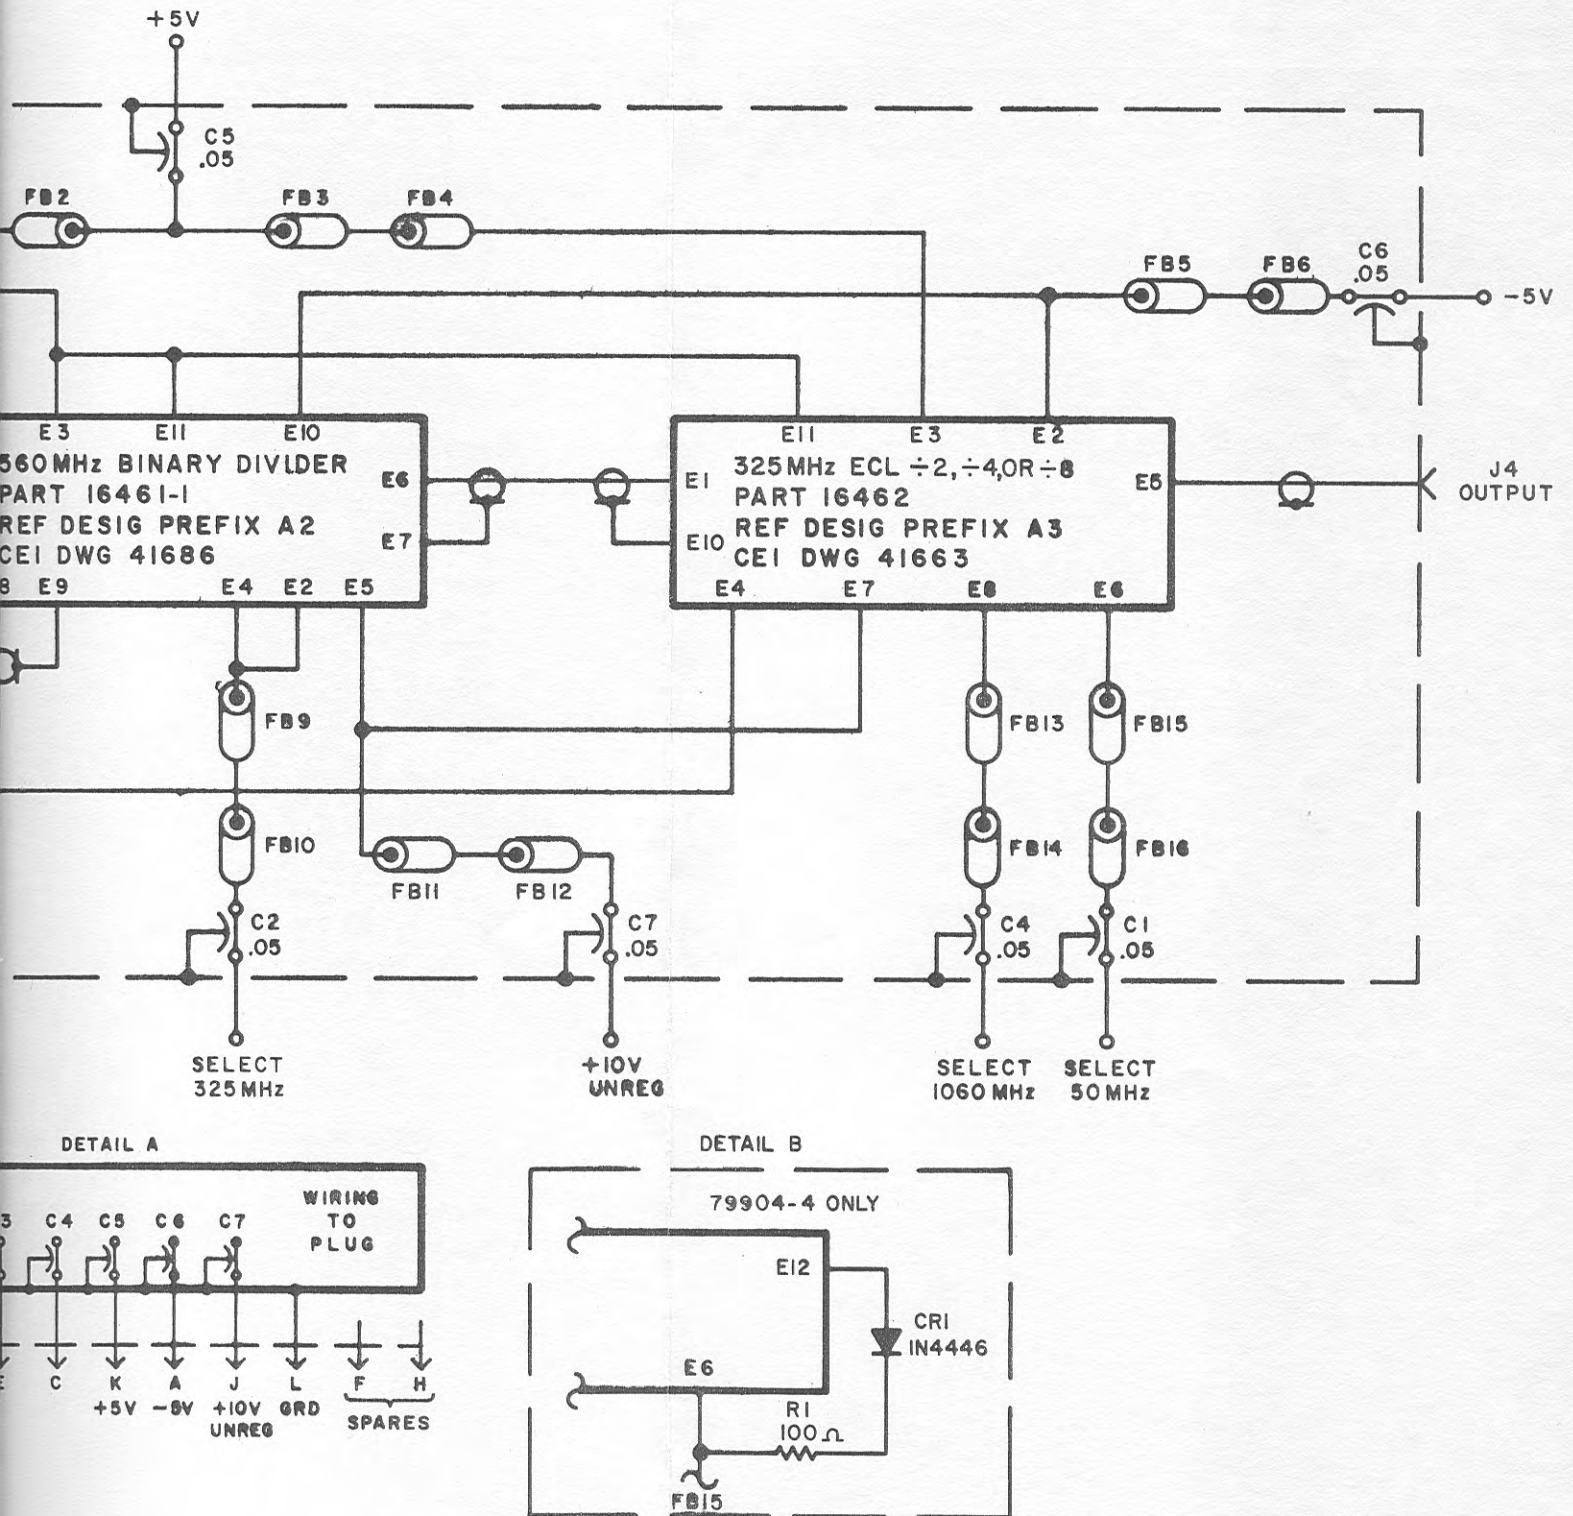 +5V
C5
.05
FB2
FB3
FB4
C6
.05
FB5
FB6
-5V
E3
E11
E10
560MHz BINARY DIVIDER
PART 16461-1
REF DESIG PREFIX A2
CEI DWG 41686
E6
E7
8
E9
E4
E2
E5
E11
E3
E2
E1
325MHz ECL ÷2,÷4,OR ÷8
PART 16462
REF DESIG PREFIX A3
CEI DWG 41663
E10
E5
J4
OUTPUT
E4
E7
E8
E6
FB9
FB13
FB15
FB10
FB14
FB16
FB11
FB12
C2
.05
C7
.05
C4
.05
C1
.05
SELECT
325MHz
+10V
UNREG
SELECT
1060MHz
SELECT
50MHz
DETAIL A
3
C4
C5
C6
C7
WIRING
TO
PLUG
E
C
K
A
J
L
F
H
+5V
-5V
+10V
UNREG
GRD
SPARES
DETAIL B
79904-4 ONLY
E12
CR1
1N4446
E6
R1
100Ω
FB15